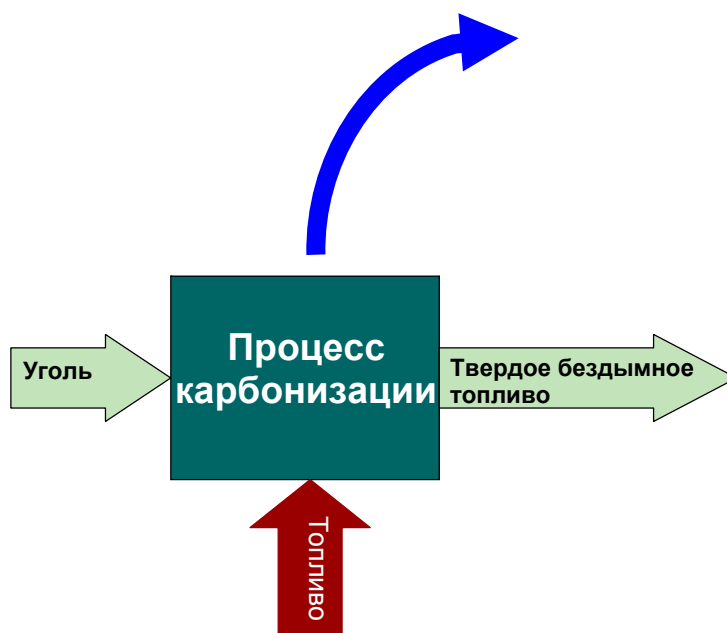 Процесс
карбонизации
Уголь
Твердое бездымное
топливо
Топливо